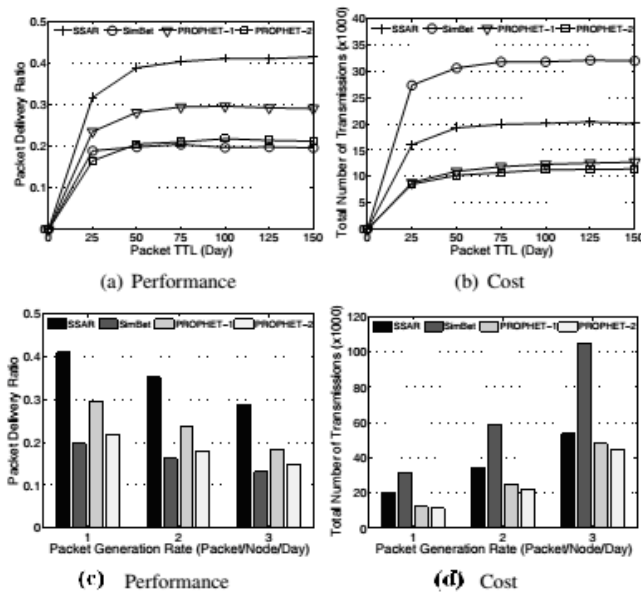 SSAR SimBet PROPHET-1 PROPHET-2
Packet Delivery Ratio
0.5
0.4
0.3
0.2
0.1
0
0 25 50 75 100 125 150
Packet TTL (Day)
(a) Performance
SSAR SimBet PROPHET-1 PROPHET-2
Total Number of Transmissions (x1000)
40
35
30
25
20
15
10
5
0
0 25 50 75 100 125 150
Packet TTL (Day)
(b) Cost
SSAR SimBet PROPHET-1 PROPHET-2
Packet Delivery Ratio
0.5
0.4
0.3
0.2
0.1
0
1 2 3
Packet Generation Rate (Packet/Node/Day)
(c) Performance
SSAR SimBet PROPHET-1 PROPHET-2
Total Number of Transmissions (x1000)
120
100
80
60
40
20
0
1 2 3
Packet Generation Rate (Packet/Node/Day)
(d) Cost